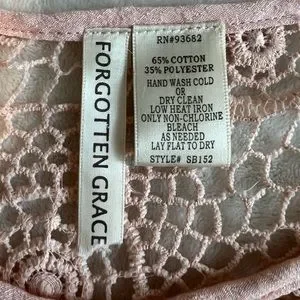 FORGOTTEN GRACE
RN#93682
65% COTTON
35% POLYESTER
HAND WASH COLD
OR
DRY CLEAN
LOW HEAT IRON
ONLY NON-CHLORINE
BLEACH
AS NEEDED
LAY FLAT TO DRY
STYLE# SB152